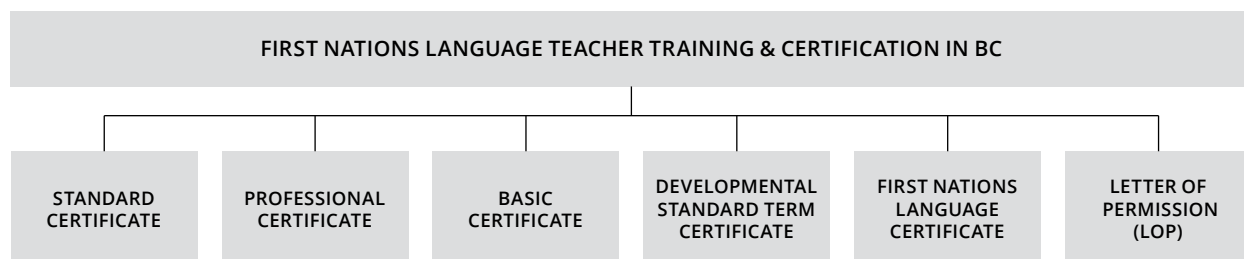 FIRST NATIONS LANGUAGE TEACHER TRAINING & CERTIFICATION IN BC
STANDARD
CERTIFICATE
PROFESSIONAL
CERTIFICATE
BASIC
CERTIFICATE
DEVELOPMENTAL
STANDARD TERM
CERTIFICATE
FIRST NATIONS
LANGUAGE
CERTIFICATE
LETTER OF
PERMISSION
(LOP)